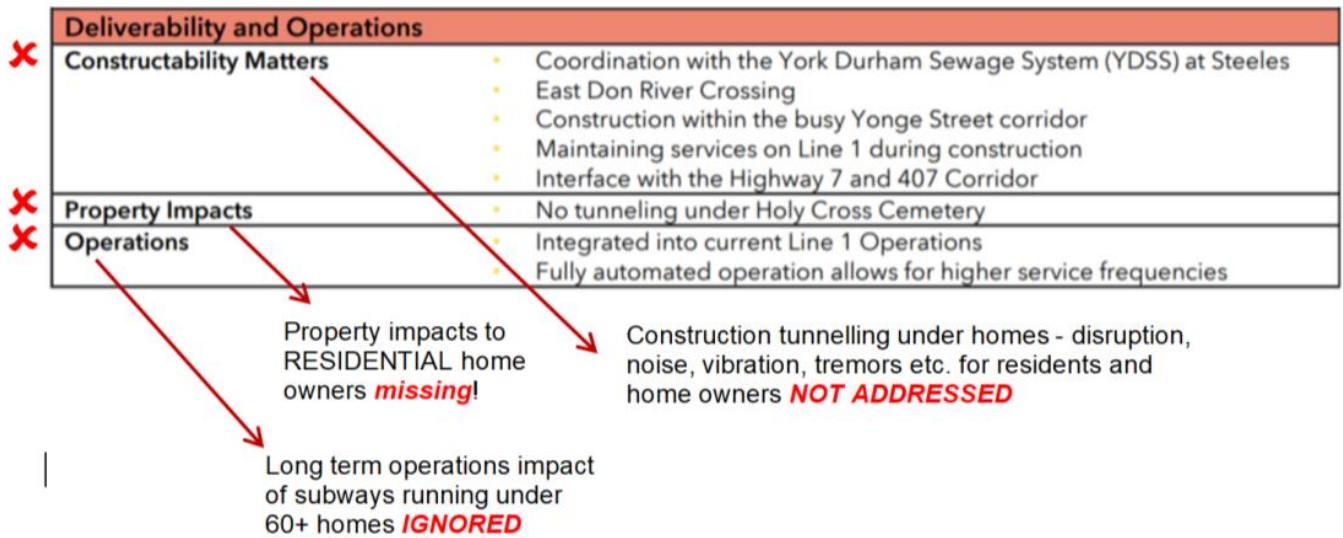 Deliverability and Operations
Constructability Matters
Coordination with the York Durham Sewage System (YDSS) at Steeles
East Don River Crossing
Construction within the busy Yonge Street corridor
Maintaining services on Line 1 during construction
Interface with the Highway 7 and 407 Corridor
Property Impacts
No tunneling under Holy Cross Cemetery
Operations
Integrated into current Line 1 Operations
Fully automated operation allows for higher service frequencies
Property impacts to
RESIDENTIAL home
owners missing!
Construction tunnelling under homes - disruption,
noise, vibration, tremors etc. for residents and
home owners NOT ADDRESSED
Long term operations impact
of subways running under
60+ homes IGNORED